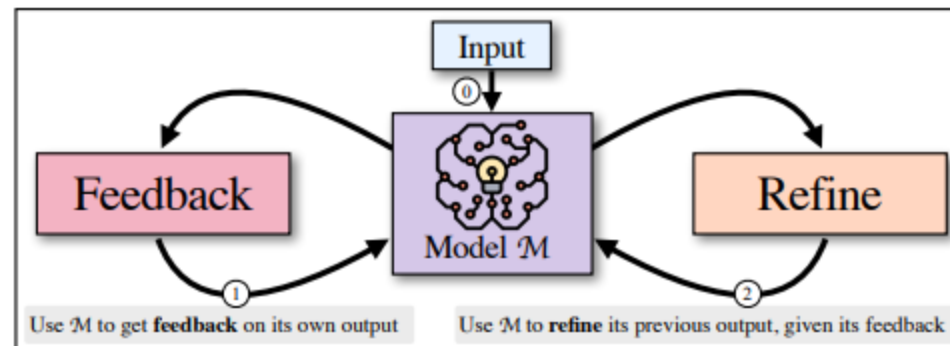 Input
0
Feedback
Model ℳ
Refine
1
2
Use ℳ to get feedback on its own output
Use ℳ to refine its previous output, given its feedback